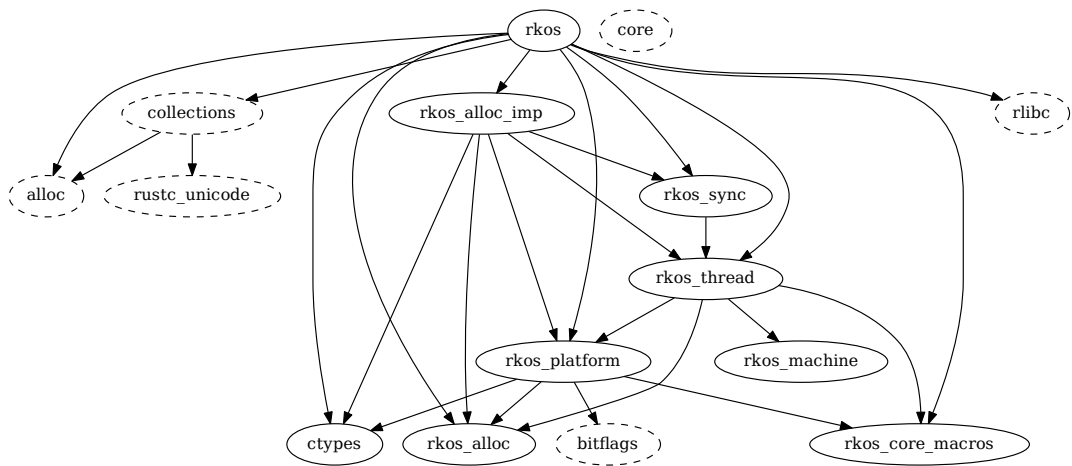 rkos
core
collections
rkos_alloc_imp
rlibc
alloc
rustc_unicode
rkos_sync
rkos_thread
rkos_platform
rkos_machine
ctypes
rkos_alloc
bitflags
rkos_core_macros